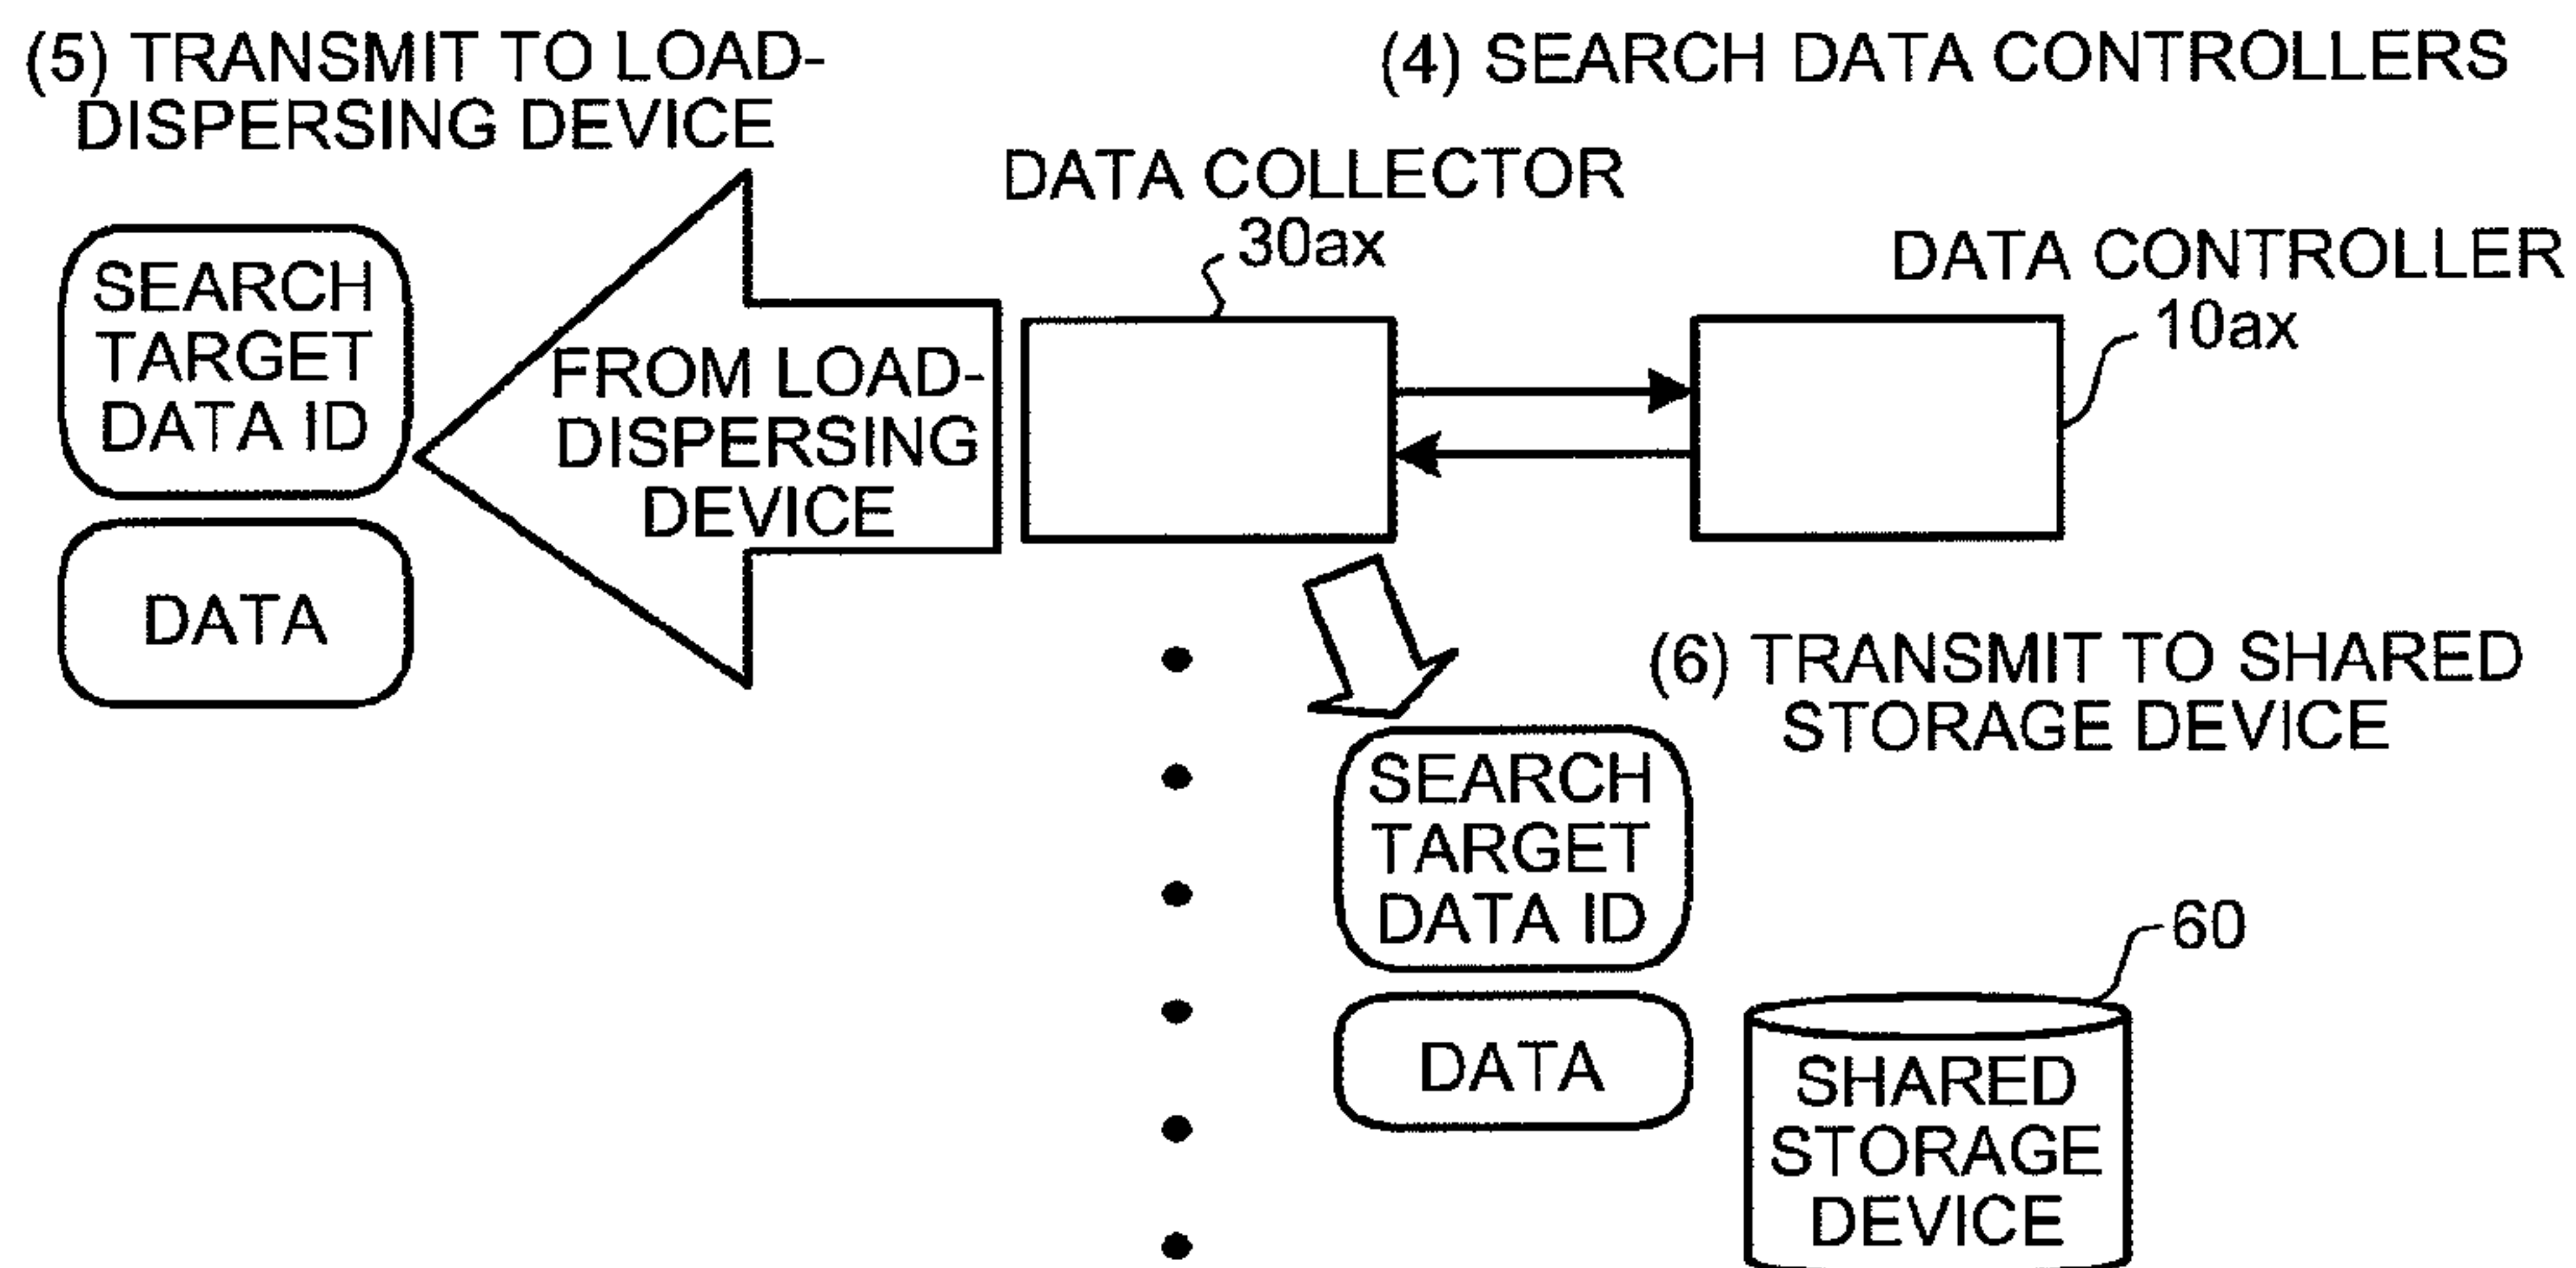 (5) TRANSMIT TO LOAD-
DISPERSING DEVICE
(4) SEARCH DATA CONTROLLERS
DATA COLLECTOR
30ax
DATA CONTROLLER
10ax
SEARCH
TARGET
DATA ID
DATA
FROM LOAD-
DISPERSING
DEVICE
(6) TRANSMIT TO SHARED
STORAGE DEVICE
SEARCH
TARGET
DATA ID
DATA
60
SHARED
STORAGE
DEVICE